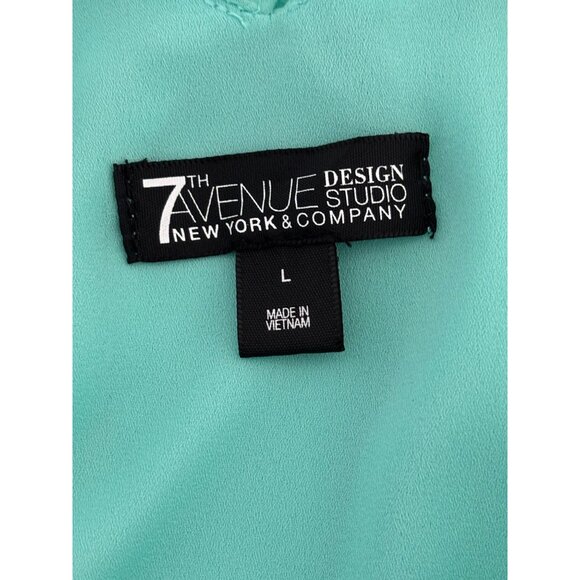 7TH AVENUE DESIGN STUDIO
NEW YORK & COMPANY
L
MADE IN
VIETNAM